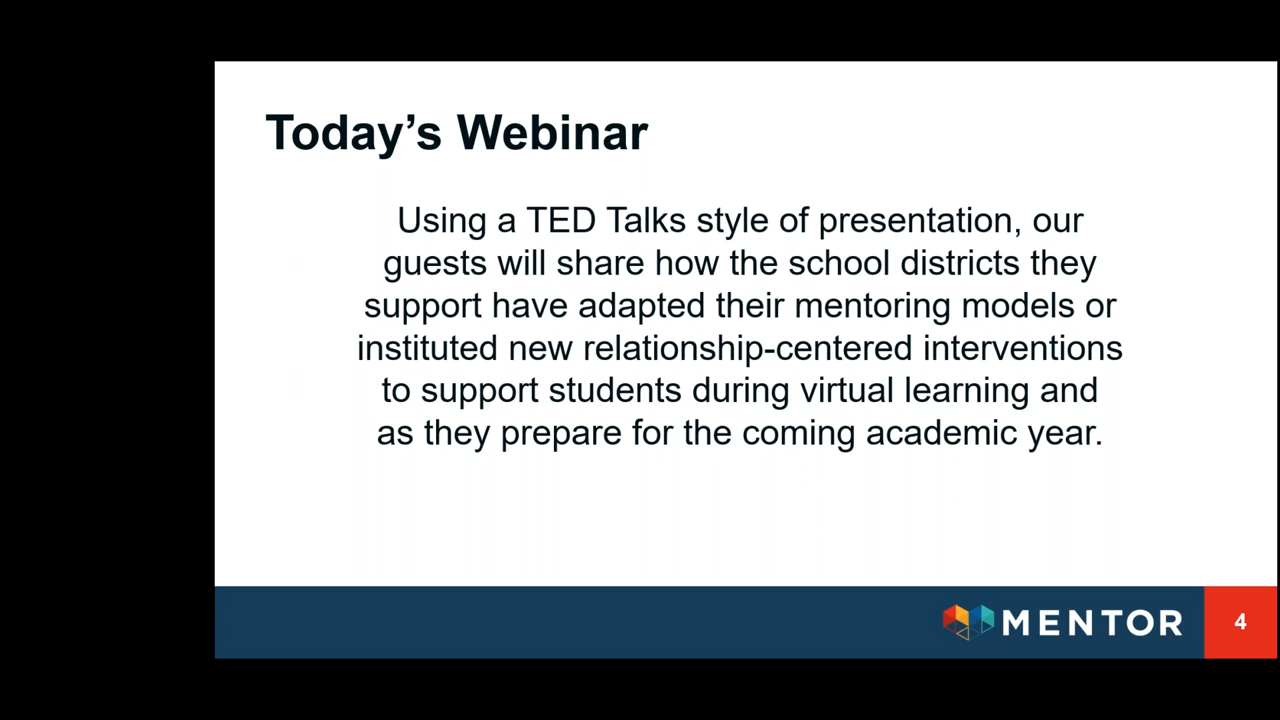 Today’s Webinar
Using a TED Talks style of presentation, our
guests will share how the school districts they
support have adapted their mentoring models or
instituted new relationship-centered interventions
to support students during virtual learning and
as they prepare for the coming academic year.
MENTOR
4